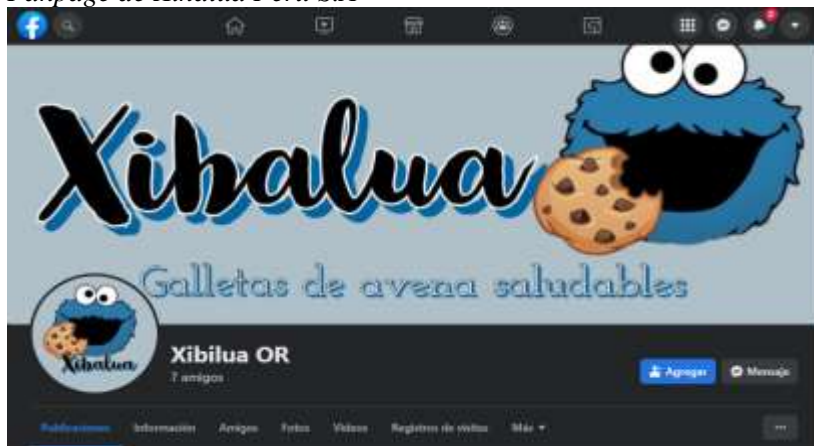 Xibalua
Galletas de avena saludables
Xibalua
Xibilua OR
7 amigos
Agregar
Mensaje
Publicaciones Información Amigos Fotos Videos Registros de visitas Más